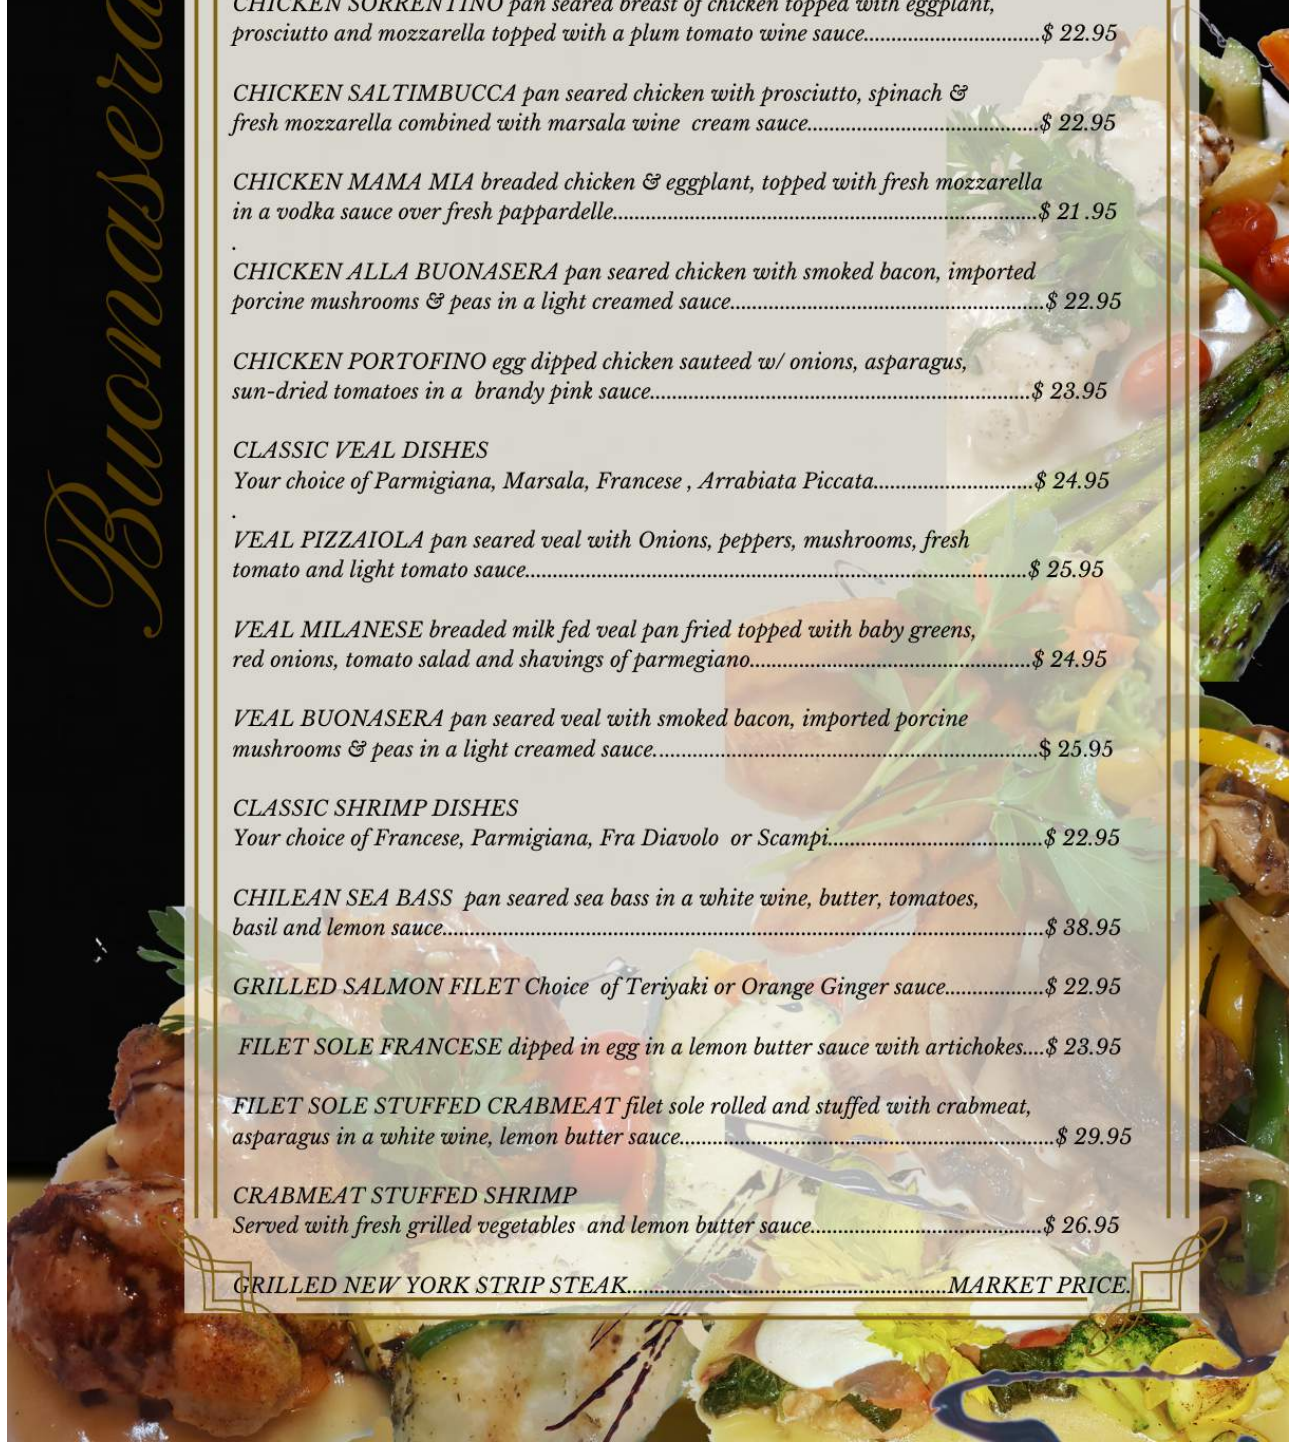 Buonasera
CHICKEN SORRENTINO pan seared breast of chicken topped with eggplant,
prosciutto and mozzarella topped with a plum tomato wine sauce..............................$ 22.95
CHICKEN SALTIMBUCCA pan seared chicken with prosciutto, spinach &
fresh mozzarella combined with marsala wine cream sauce.......................................$ 22.95
CHICKEN MAMA MIA breaded chicken & eggplant, topped with fresh mozzarella
in a vodka sauce over fresh pappardelle.......................................................................$ 21.95
.
CHICKEN ALLA BUONASERA pan seared chicken with smoked bacon, imported
porcine mushrooms & peas in a light creamed sauce.....................................................$ 22.95
CHICKEN PORTOFINO egg dipped chicken sauteed w/ onions, asparagus,
sun-dried tomatoes in a brandy pink sauce................................................................$ 23.95
CLASSIC VEAL DISHES
Your choice of Parmigiana, Marsala, Francese , Arrabiata Piccata...........................$ 24.95
.
VEAL PIZZAIOLA pan seared veal with Onions, peppers, mushrooms, fresh
tomato and light tomato sauce.....................................................................................$ 25.95
VEAL MILANESE breaded milk fed veal pan fried topped with baby greens,
red onions, tomato salad and shavings of parmegiano...............................................$ 24.95
VEAL BUONASERA pan seared veal with smoked bacon, imported porcine
mushrooms & peas in a light creamed sauce.................................................................$ 25.95
CLASSIC SHRIMP DISHES
Your choice of Francese, Parmigiana, Fra Diavolo or Scampi....................................$ 22.95
CHILEAN SEA BASS pan seared sea bass in a white wine, butter, tomatoes,
basil and lemon sauce.....................................................................................................$ 38.95
GRILLED SALMON FILET Choice of Teriyaki or Orange Ginger sauce.................$ 22.95
FILET SOLE FRANCESE dipped in egg in a lemon butter sauce with artichokes....$ 23.95
FILET SOLE STUFFED CRABMEAT filet sole rolled and stuffed with crabmeat,
asparagus in a white wine, lemon butter sauce...............................................................$ 29.95
CRABMEAT STUFFED SHRIMP
Served with fresh grilled vegetables and lemon butter sauce.......................................$ 26.95
GRILLED NEW YORK STRIP STEAK......................................................MARKET PRICE.